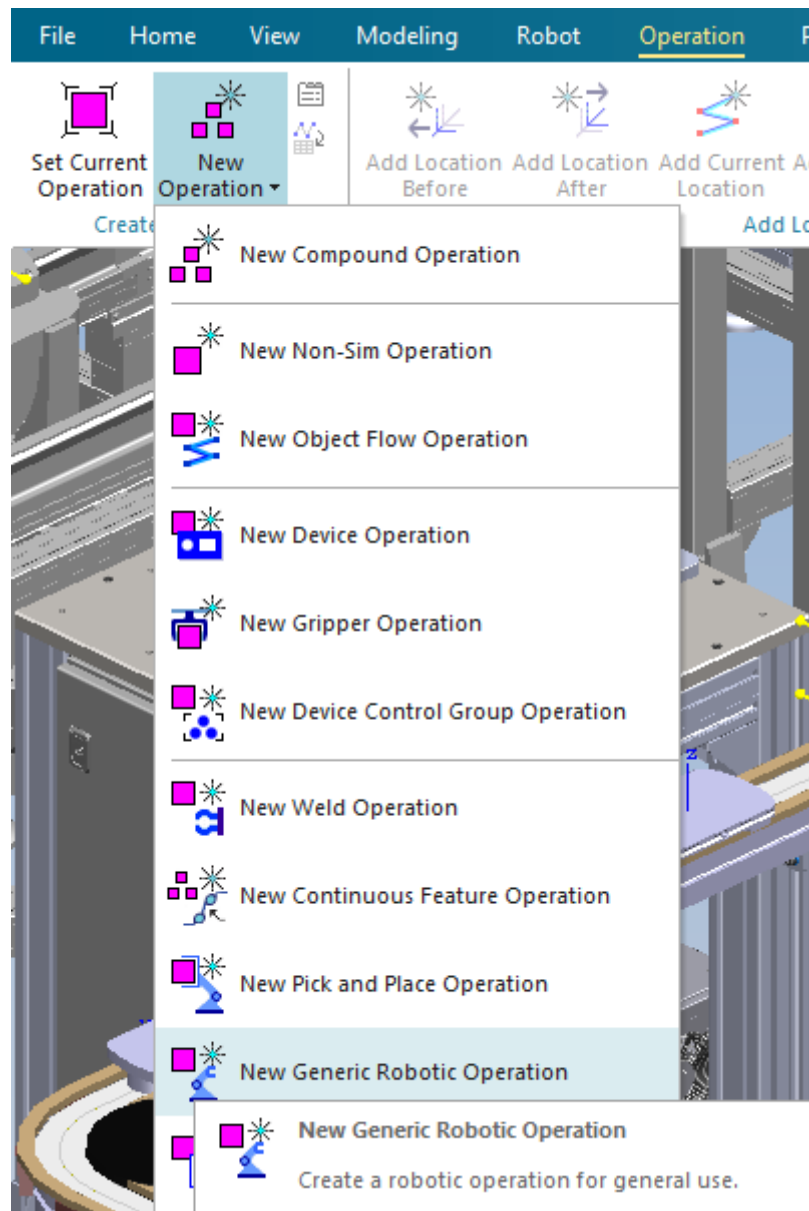 File Home View Modeling Robot Operation
Set Current New Add Location Add Location Add Current
Operation Operation Before After Location
New Compound Operation
New Non-Sim Operation
New Object Flow Operation
New Device Operation
New Gripper Operation
New Device Control Group Operation
z
New Weld Operation
New Continuous Feature Operation
New Pick and Place Operation
New Generic Robotic Operation
New Generic Robotic Operation
Create a robotic operation for general use.